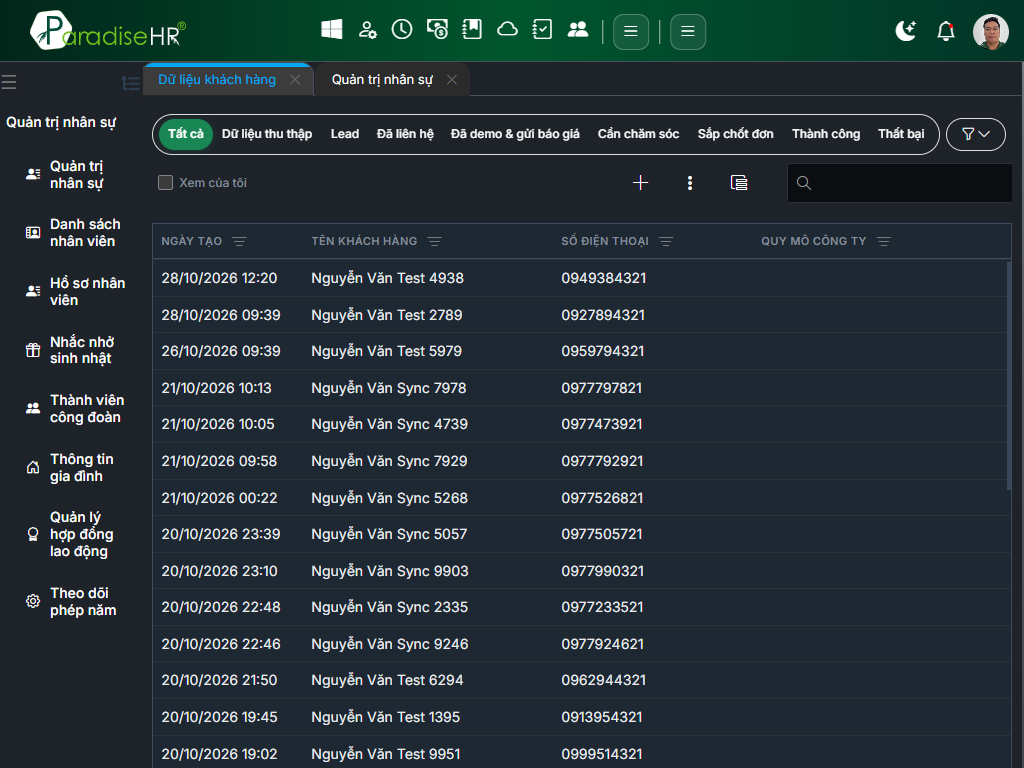 ParadiseHR®
Dữ liệu khách hàng
Quản trị nhân sự
Quản trị nhân sự
Quản trị
nhân sự
Danh sách
nhân viên
Hồ sơ nhân
viên
Nhắc nhở
sinh nhật
Thành viên
công đoàn
Thông tin
gia đình
Quản lý
hợp đồng
lao động
Theo dõi
phép năm
Tất cả Dữ liệu thu thập Lead Đã liên hệ Đã demo & gửi báo giá Cần chăm sóc Sắp chốt đơn Thành công Thất bại
Xem của tôi
NGÀY TẠO TÊN KHÁCH HÀNG SỐ ĐIỆN THOẠI QUY MÔ CÔNG TY
28/10/2026 12:20 Nguyễn Văn Test 4938 0949384321
28/10/2026 09:39 Nguyễn Văn Test 2789 0927894321
26/10/2026 09:39 Nguyễn Văn Test 5979 0959794321
21/10/2026 10:13 Nguyễn Văn Sync 7978 0977797821
21/10/2026 10:05 Nguyễn Văn Sync 4739 0977473921
21/10/2026 09:58 Nguyễn Văn Sync 7929 0977792921
21/10/2026 00:22 Nguyễn Văn Sync 5268 0977526821
20/10/2026 23:39 Nguyễn Văn Sync 5057 0977505721
20/10/2026 23:10 Nguyễn Văn Sync 9903 0977990321
20/10/2026 22:48 Nguyễn Văn Sync 2335 0977233521
20/10/2026 22:46 Nguyễn Văn Sync 9246 0977924621
20/10/2026 21:50 Nguyễn Văn Test 6294 0962944321
20/10/2026 19:45 Nguyễn Văn Test 1395 0913954321
20/10/2026 19:02 Nguyễn Văn Test 9951 0999514321